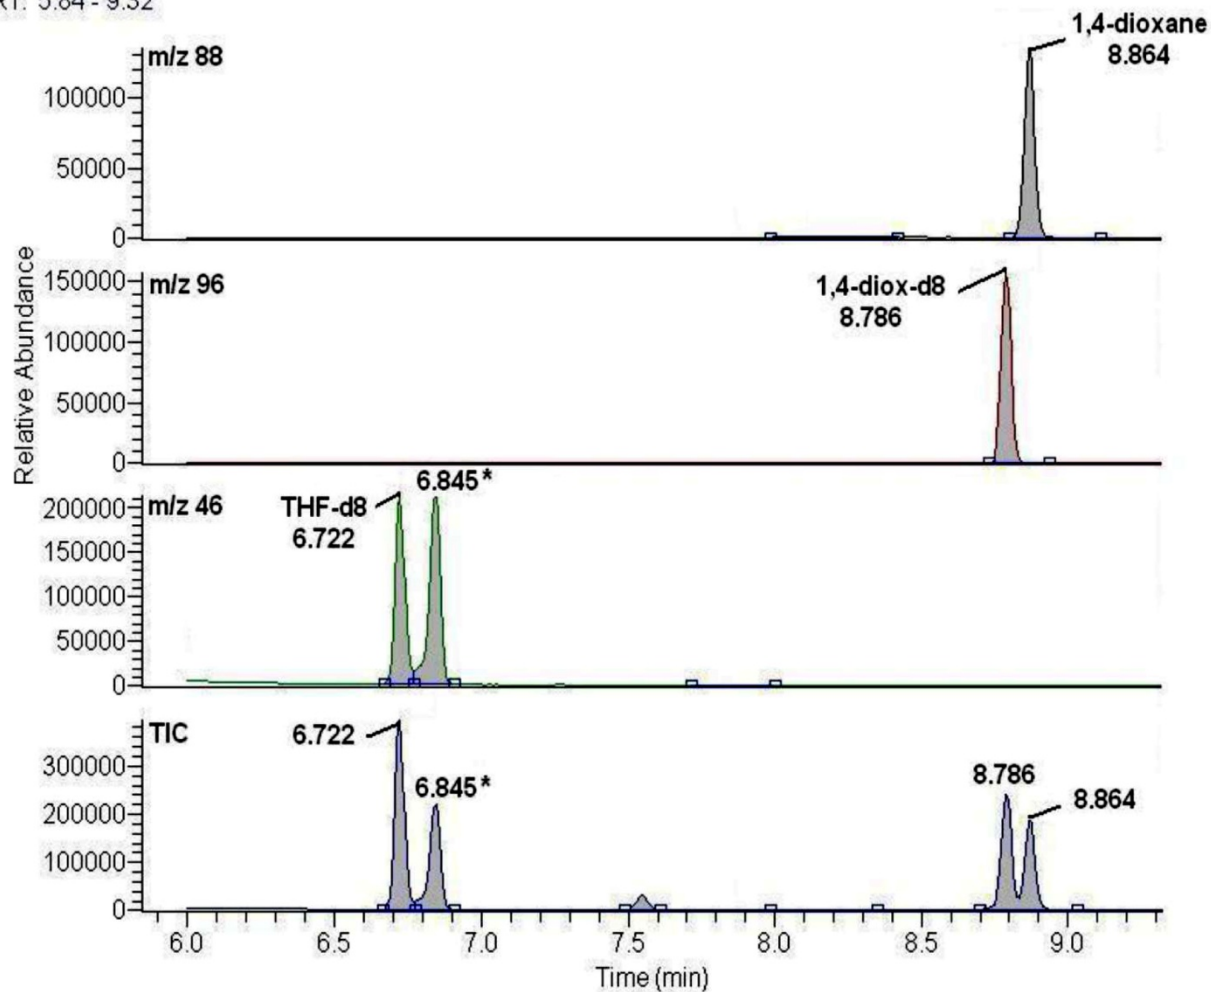 RT: 5.84 - 9.32
1,4-dioxane
8.864
m/z 88
100000
50000
0
m/z 96
1,4-diox-d8
8.786
150000
100000
50000
0
Relative Abundance
6.845*
m/z 46
THF-d8
6.722
200000
150000
100000
50000
0
TIC
6.722
6.845*
8.786
8.864
300000
200000
100000
0
6.0 6.5 7.0 7.5 8.0 8.5 9.0
Time (min)